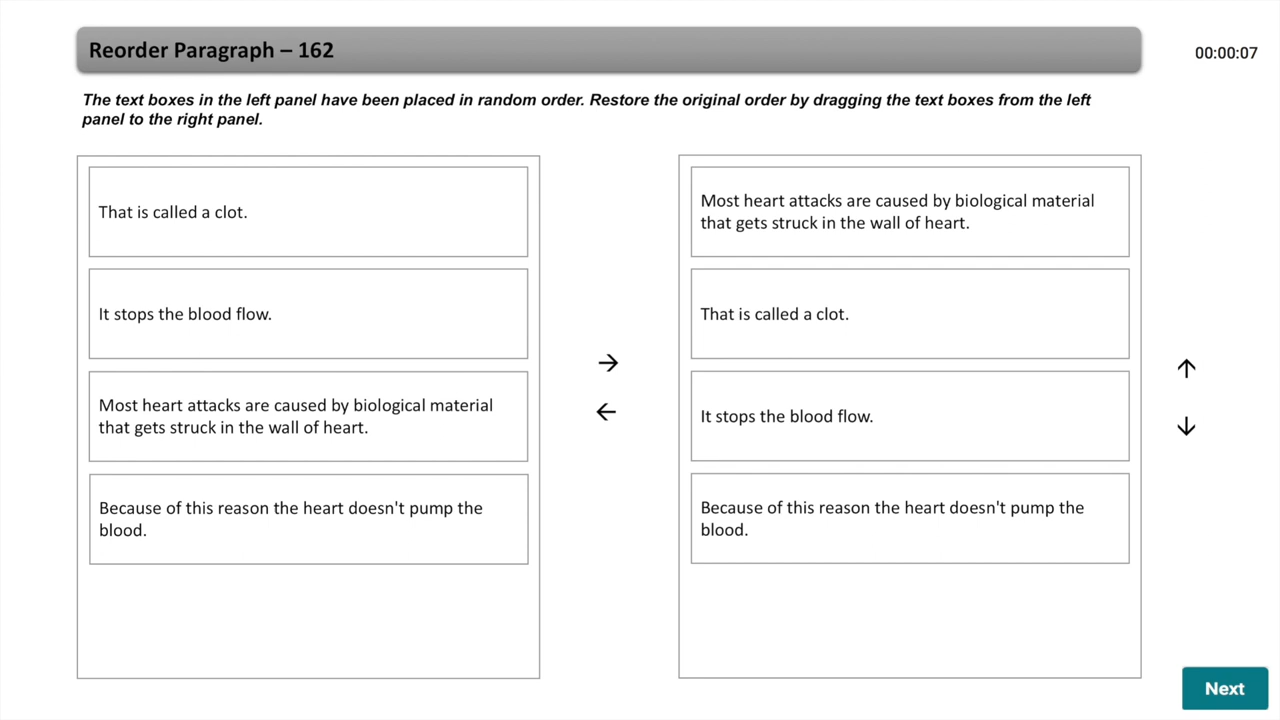 Reorder Paragraph – 162
00:00:07
The text boxes in the left panel have been placed in random order. Restore the original order by dragging the text boxes from the left
panel to the right panel.
That is called a clot.
It stops the blood flow.
Most heart attacks are caused by biological material
that gets struck in the wall of heart.
Because of this reason the heart doesn't pump the
blood.
→
←
Most heart attacks are caused by biological material
that gets struck in the wall of heart.
That is called a clot.
It stops the blood flow.
Because of this reason the heart doesn't pump the
blood.
↑
↓
Next